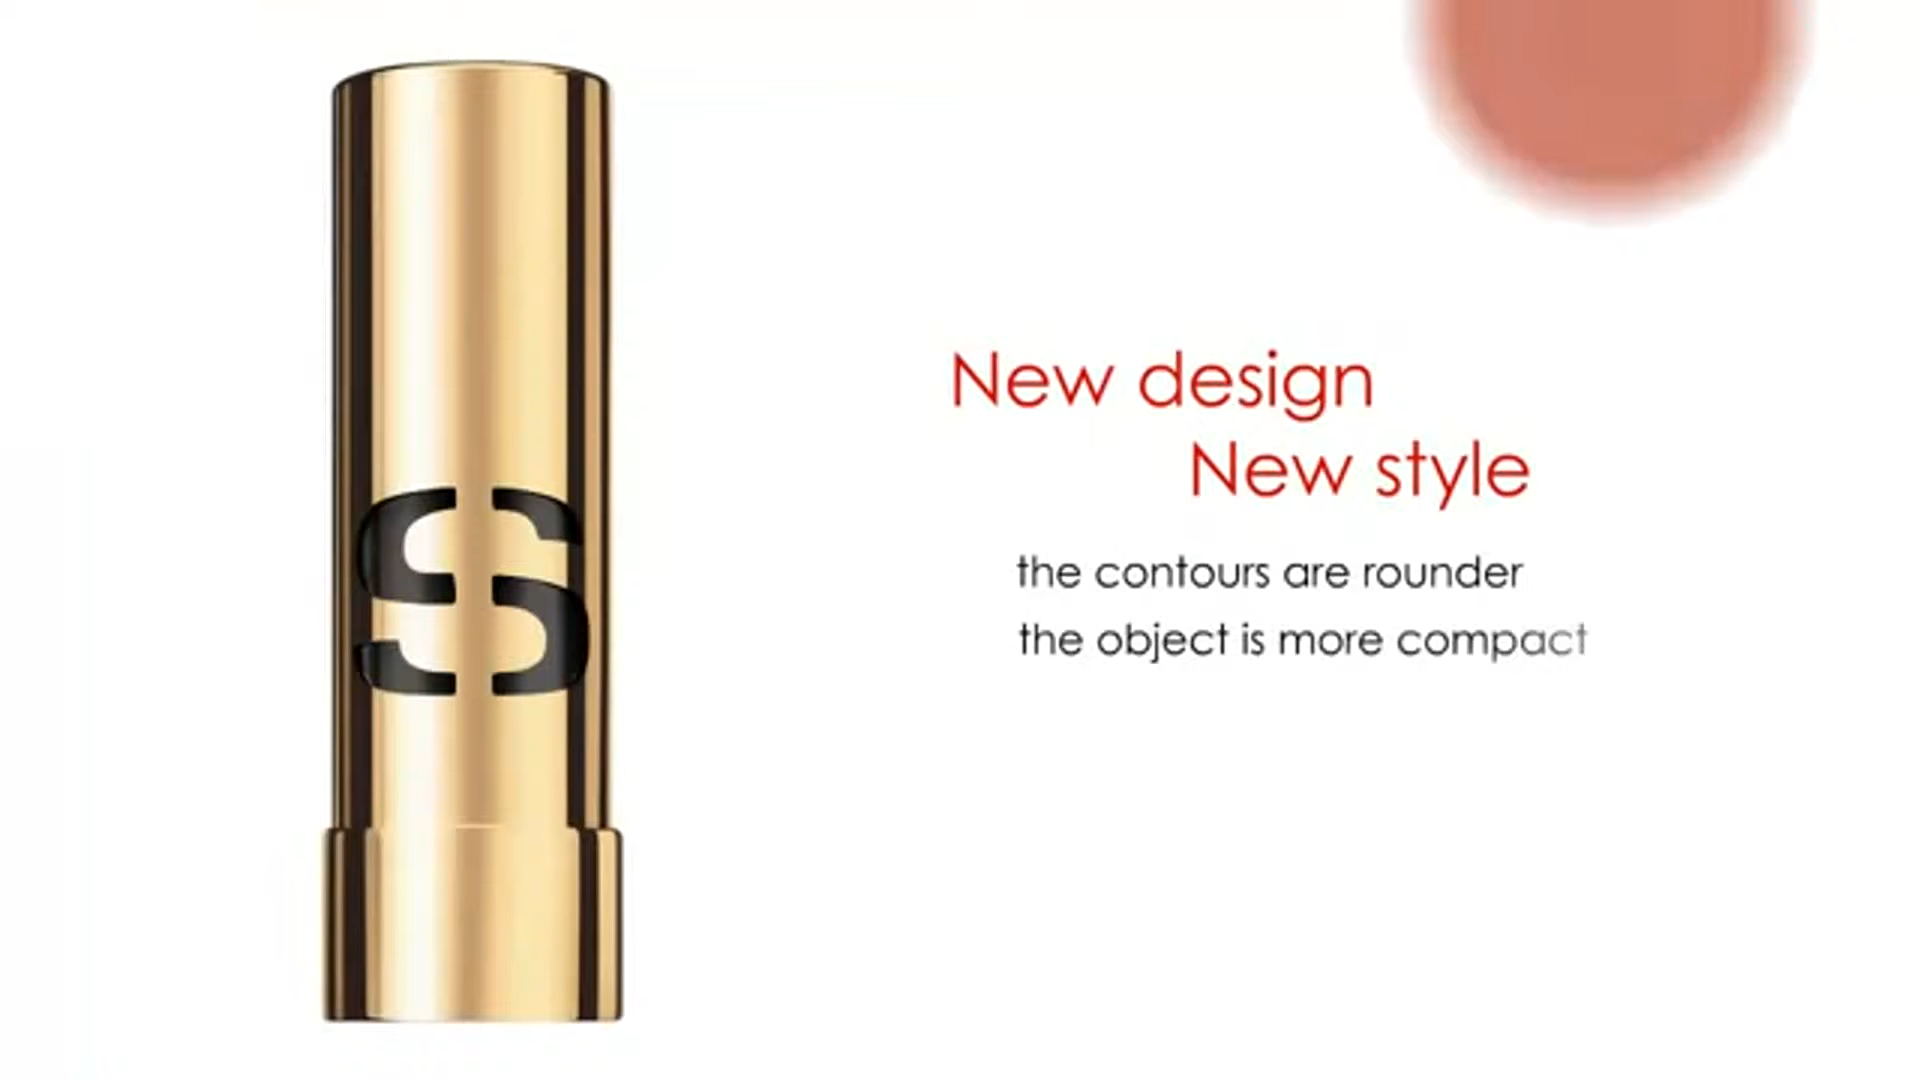 S
New design
New style
the contours are rounder
the object is more compact